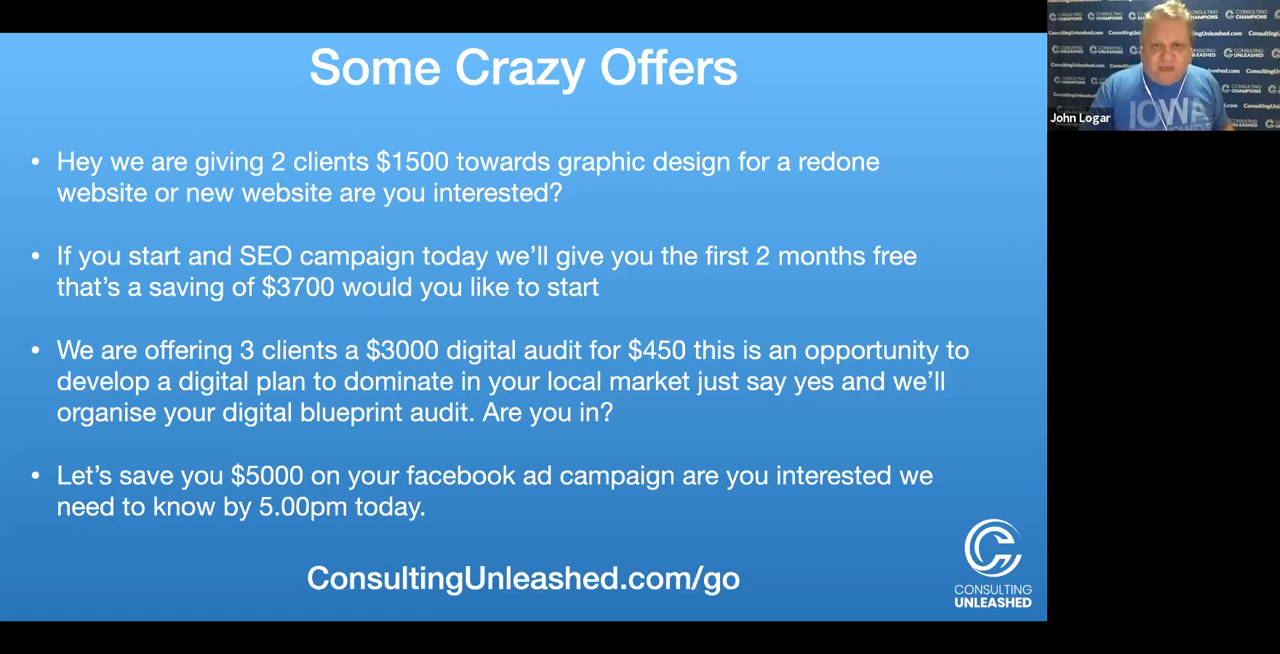 Some Crazy Offers
• Hey we are giving 2 clients $1500 towards graphic design for a redone
website or new website are you interested?
• If you start and SEO campaign today we’ll give you the first 2 months free
that’s a saving of $3700 would you like to start
• We are offering 3 clients a $3000 digital audit for $450 this is an opportunity to
develop a digital plan to dominate in your local market just say yes and we’ll
organise your digital blueprint audit. Are you in?
• Let’s save you $5000 on your facebook ad campaign are you interested we
need to know by 5.00pm today.
ConsultingUnleashed.com/go
CONSULTING
UNLEASHED
IOWA
John Logar